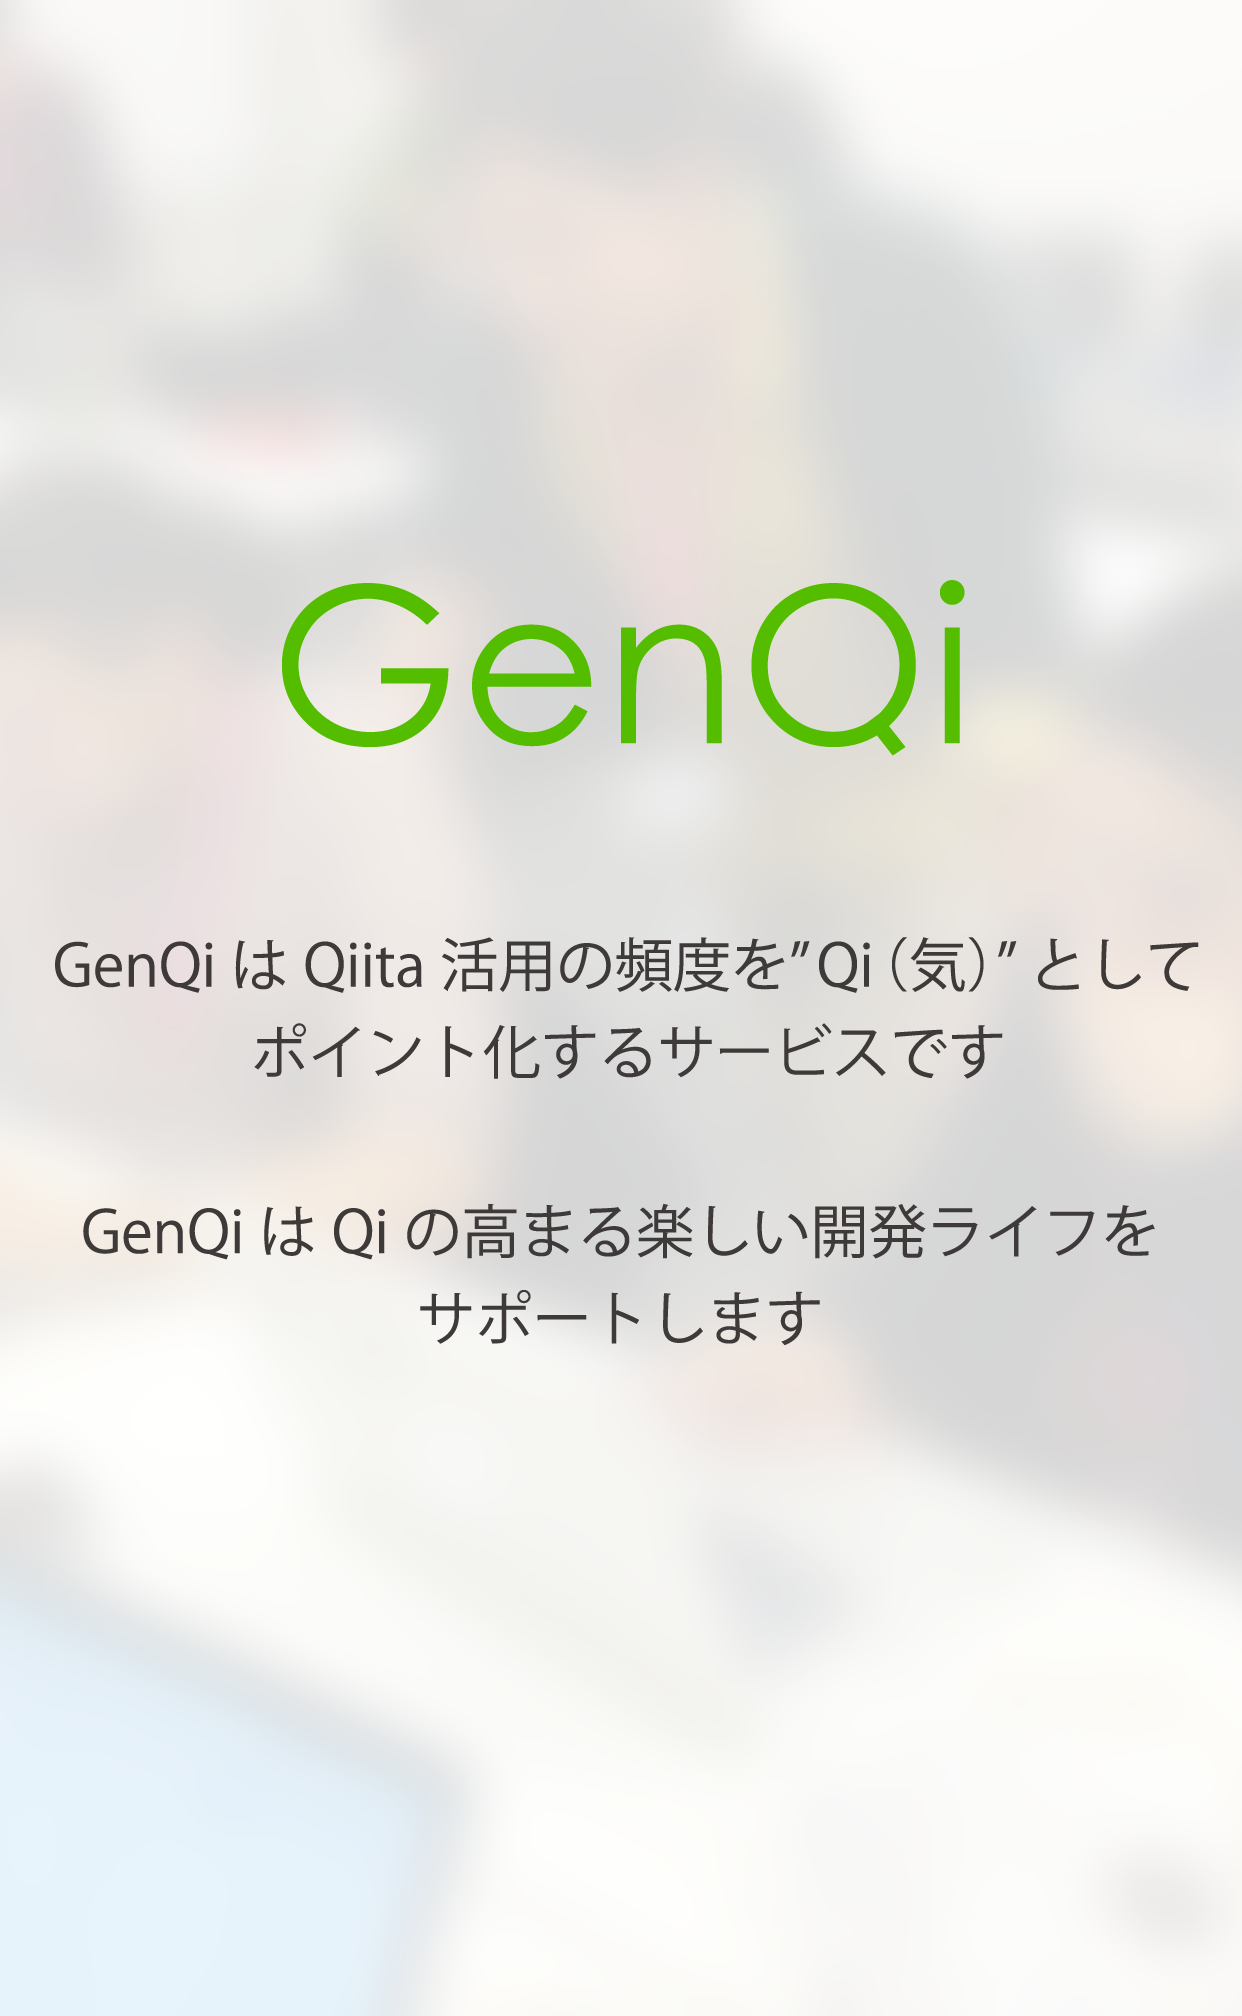 GenQi
GenQi は Qiita 活用の頻度を”Qi（気）” として
ポイント化するサービスです
GenQi は Qi の高まる楽しい開発ライフを
サポートします